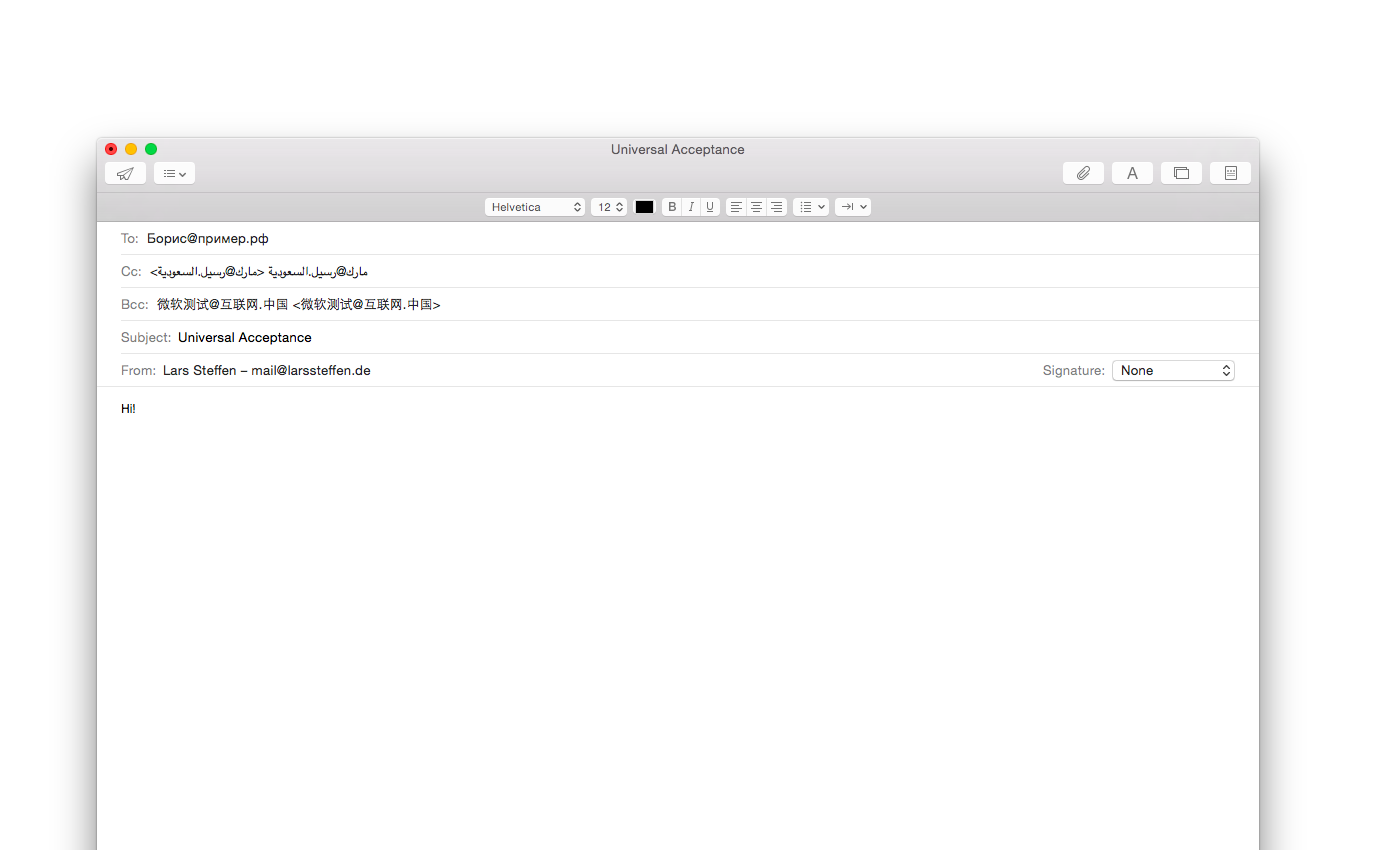 Universal Acceptance
A
Helvetica 12 B I U
To: Борис@пример.рф
Cc: مارك@رسيل.السعودية <مارك@رسيل.السعودية>
Bcc: 微软测试@互联网.中国 <微软测试@互联网.中国>
Subject: Universal Acceptance
From: Lars Steffen – mail@larssteffen.de Signature: None
Hi!